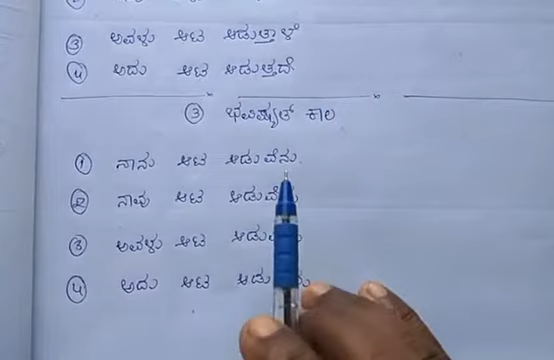 ③ ಅವಳು ಆಟ ಆಡುತ್ತಾಳೆ
④ ಅದು ಆಟ ಆಡುತ್ತದೆ.
③ ಭವಿಷ್ಯತ್ ಕಾಲ
① ನಾನು ಆಟ ಆಡುವೆನು.
② ನಾವು ಆಟ
③ ಅವಳು ಆಟ
④ ಅದು ಆಟ